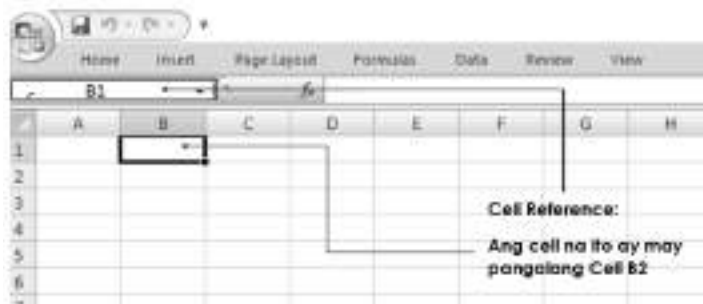 Home Insert Page Layout Formulas Data Review View
B1 fx
A B C D E F G H
1
2
3
4
5
6
Cell Reference:
Ang cell na ito ay may
pangalang Cell B2